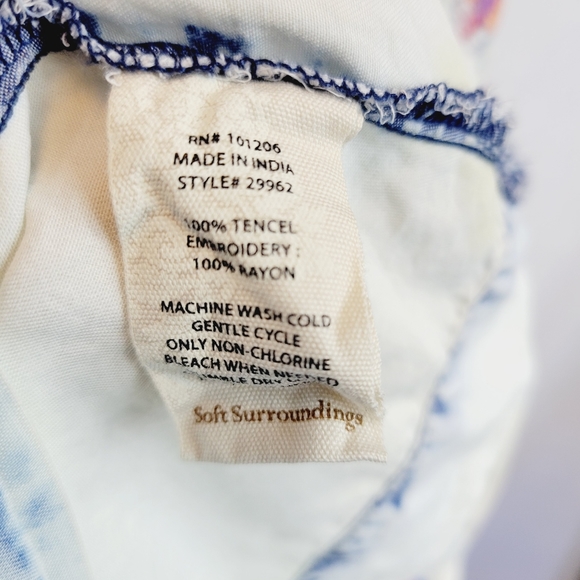 RN# 101206
MADE IN INDIA
STYLE# 29962
100% TENCEL
EMBROIDERY :
100% RAYON
MACHINE WASH COLD
GENTLE CYCLE
ONLY NON-CHLORINE
BLEACH WHEN NEEDED
DRY
Soft Surroundings